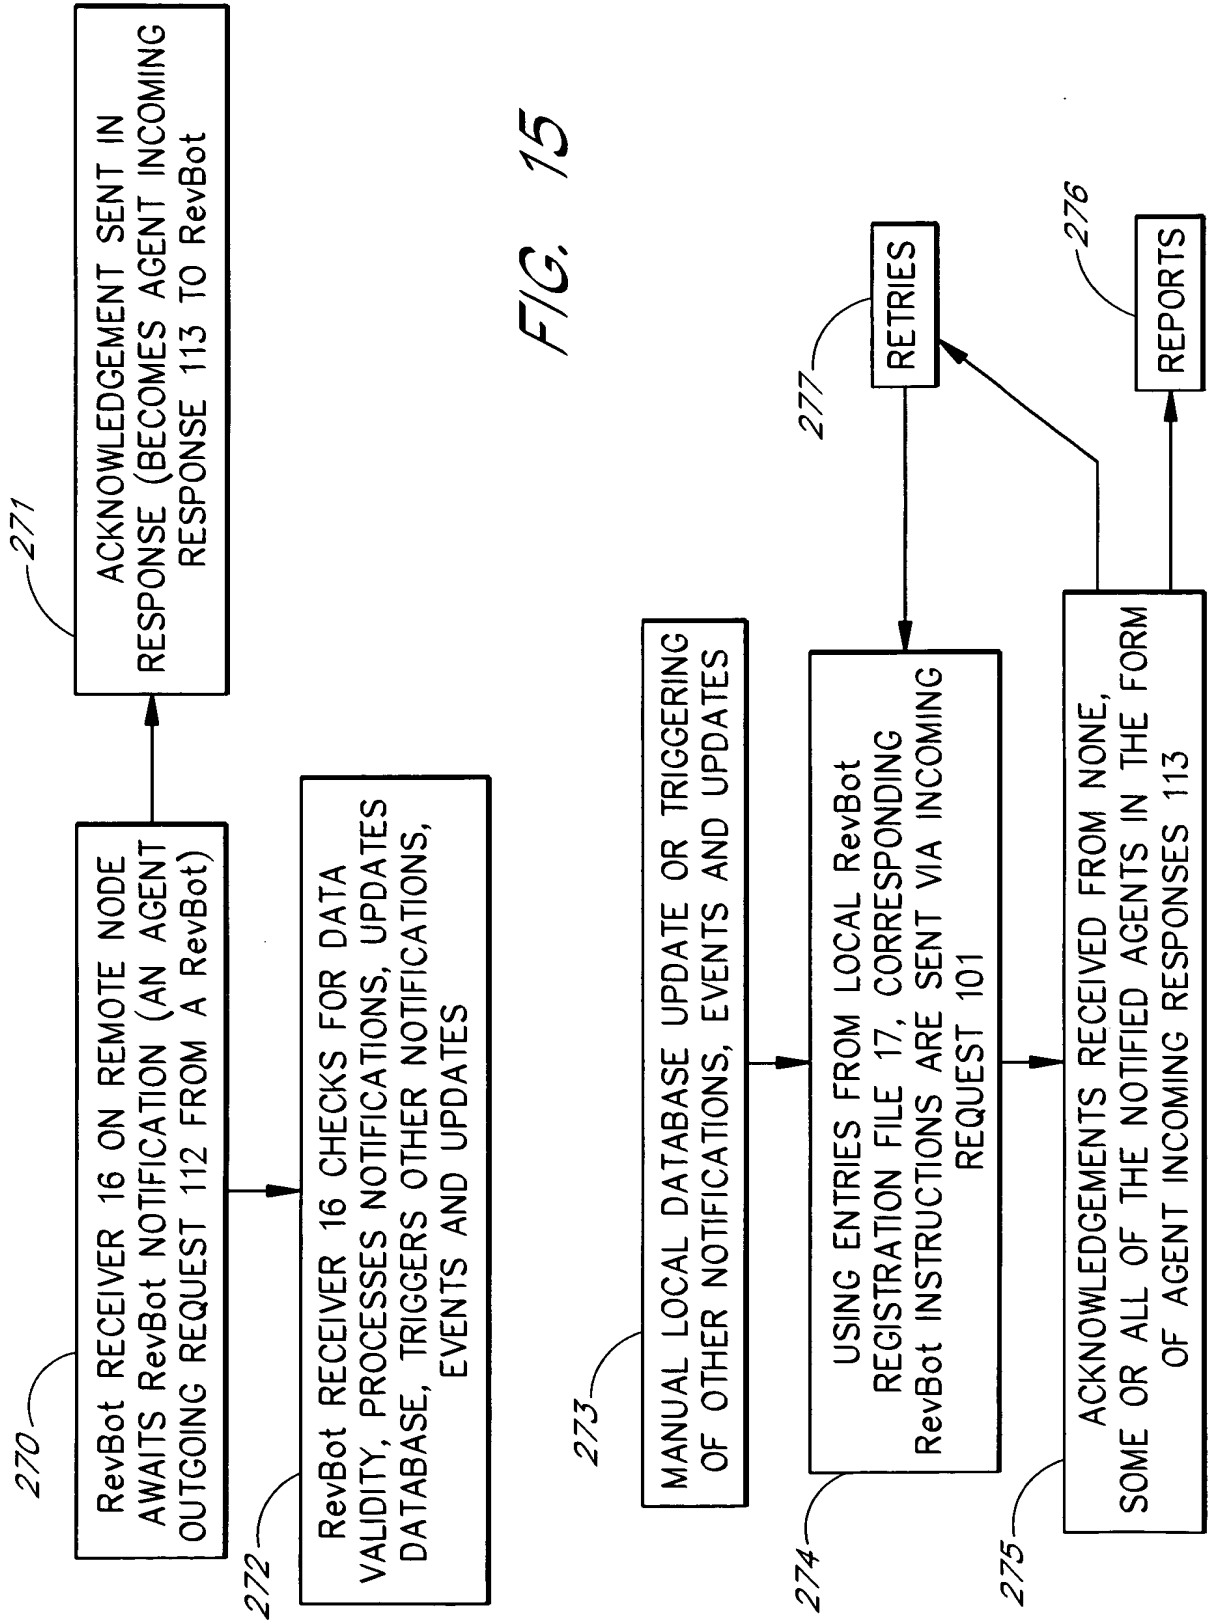 270
RevBot RECEIVER 16 ON REMOTE NODE
AWAITS RevBot NOTIFICATION (AN AGENT
OUTGOING REQUEST 112 FROM A RevBot)
271
ACKNOWLEDGEMENT SENT IN
RESPONSE (BECOMES AGENT INCOMING
RESPONSE 113 TO RevBot
272
RevBot RECEIVER 16 CHECKS FOR DATA
VALIDITY, PROCESSES NOTIFICATIONS, UPDATES
DATABASE, TRIGGERS OTHER NOTIFICATIONS,
EVENTS AND UPDATES
FIG. 15
273
MANUAL LOCAL DATABASE UPDATE OR TRIGGERING
OF OTHER NOTIFICATIONS, EVENTS AND UPDATES
274
USING ENTRIES FROM LOCAL RevBot
REGISTRATION FILE 17, CORRESPONDING
RevBot INSTRUCTIONS ARE SENT VIA INCOMING
REQUEST 101
277
RETRIES
275
ACKNOWLEDGEMENTS RECEIVED FROM NONE,
SOME OR ALL OF THE NOTIFIED AGENTS IN THE FORM
OF AGENT INCOMING RESPONSES 113
276
REPORTS